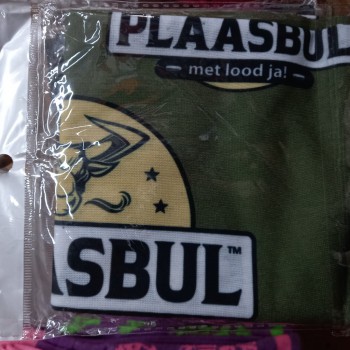 PLAASBUL
– met lood ja! –
ASBUL™